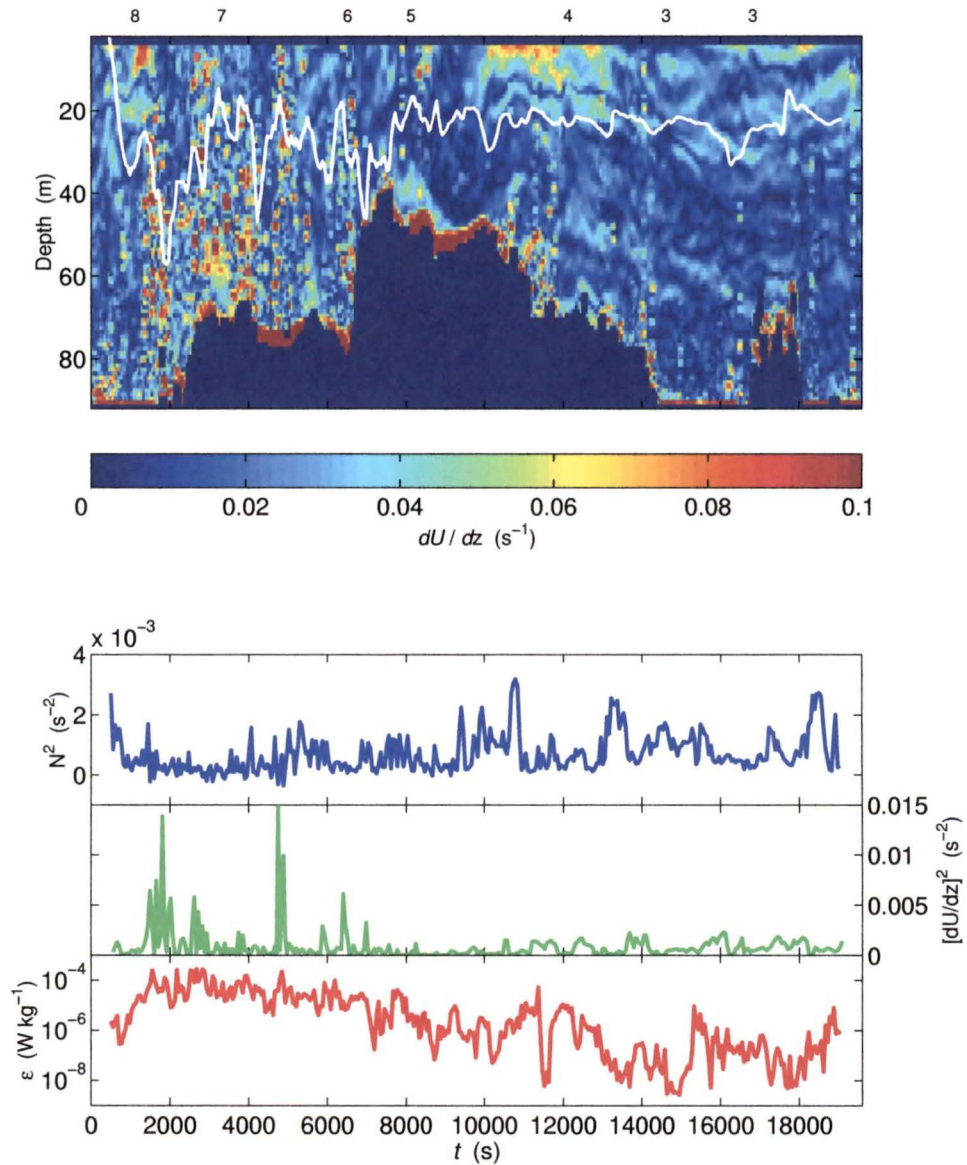 8 7 6 5 4 3 3
20
40
60
80
Depth (m)
0 0.02 0.04 0.06 0.08 0.1
dU / dz (s⁻¹)
x 10⁻³
4
2
0
N² (s⁻²)
0.015
0.01
0.005
0
[dU/dz]² (s⁻²)
10⁻⁴
10⁻⁶
10⁻⁸
ε (W kg⁻¹)
0 2000 4000 6000 8000 10000 12000 14000 16000 18000
t (s)